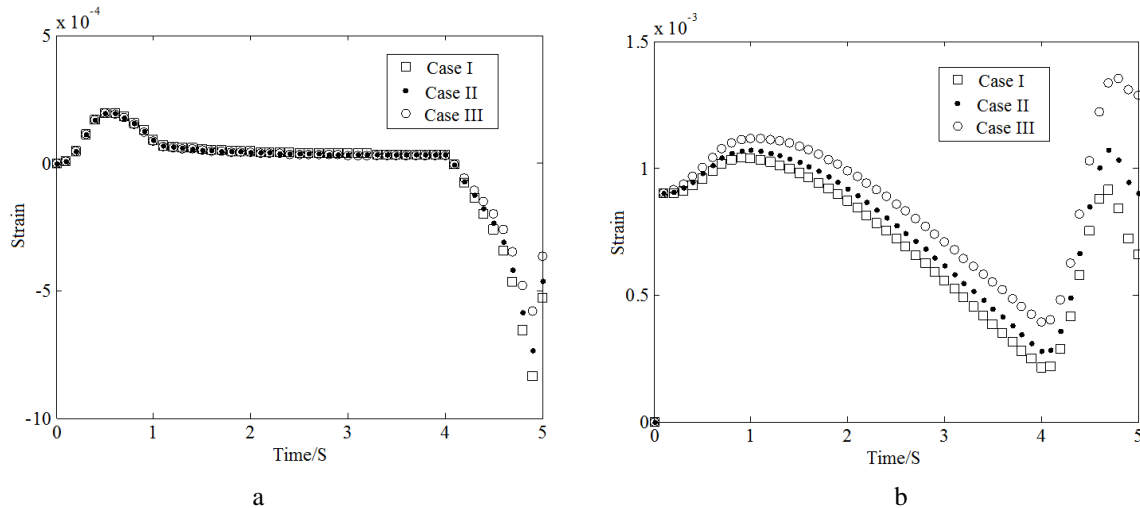 x 10-4
5
0
-5
-10
Strain
0 1 2 3 4 5
Time/S
Case I
Case II
Case III
a
x 10-3
1.5
1
0.5
0
Strain
0 1 2 3 4 5
Time/S
Case I
Case II
Case III
b